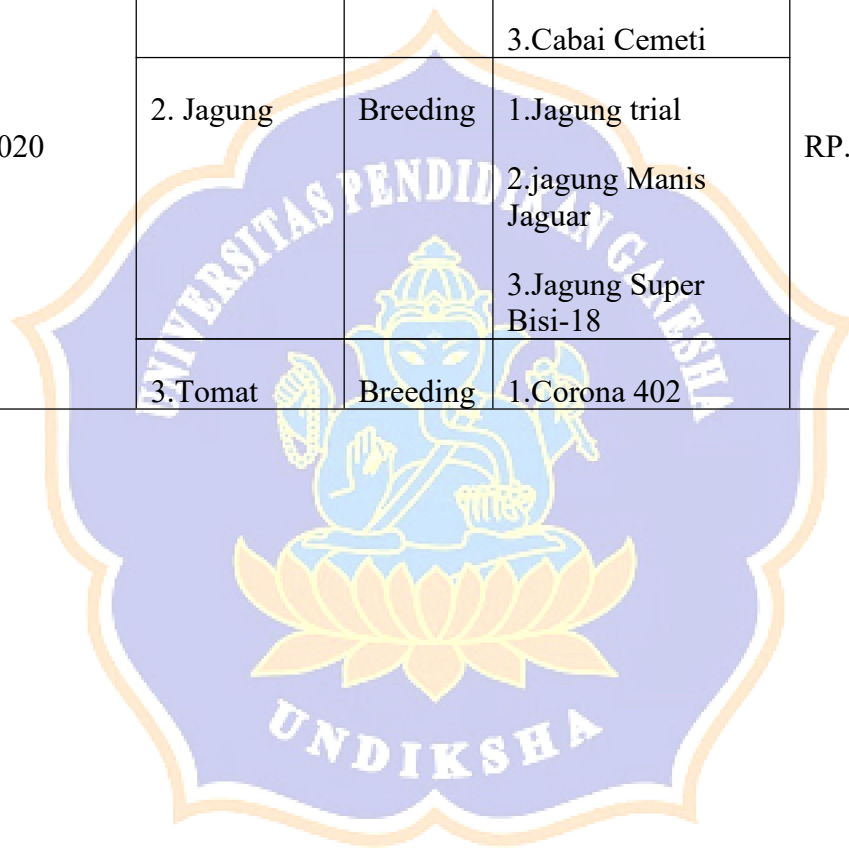 3.Cabai Cemeti
2. Jagung Breeding 1.Jagung trial
020 RP.
2.jagung Manis
Jaguar
3.Jagung Super
Bisi-18
3.Tomat Breeding 1.Corona 402
UNIVERSITAS PENDIDIKAN GANESHA
UNDIKSHA